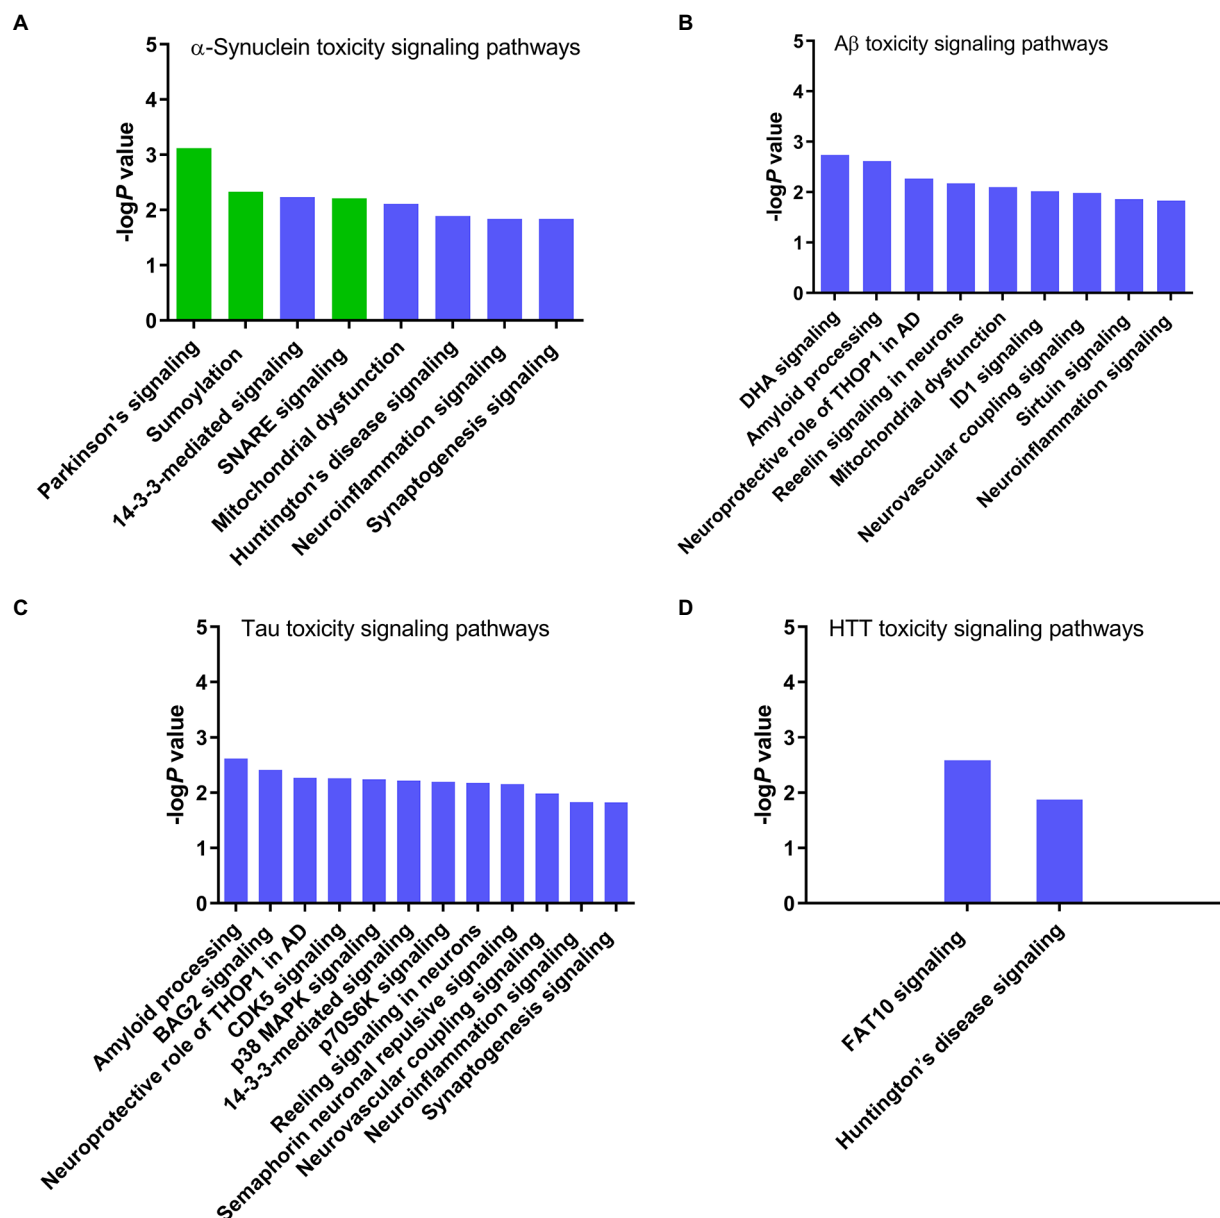 A
α-Synuclein toxicity signaling pathways
-logP value
5
4
3
2
1
0
Parkinson's signaling
Sumoylation
14-3-3-mediated signaling
SNARE signaling
Mitochondrial dysfunction
Huntington's disease signaling
Neuroinflammation signaling
Synaptogenesis signaling
B
Aβ toxicity signaling pathways
-logP value
5
4
3
2
1
0
DHA signaling
Amyloid processing
Neuroprotective role of THOP1 in AD
Reeelin signaling in neurons
Mitochondrial dysfunction
ID1 signaling
Neurovascular coupling signaling
Sirtuin signaling
Neuroinflammation signaling
C
Tau toxicity signaling pathways
-logP value
5
4
3
2
1
0
Amyloid processing
BAG2 signaling
Neuroprotective role of THOP1 in AD
CDK5 signaling
p38 MAPK signaling
14-3-3-mediated signaling
p70S6K signaling
Reeling signaling in neurons
Semaphorin neuronal repulsive signaling
Neurovascular coupling signaling
Neuroinflammation signaling
Synaptogenesis signaling
D
HTT toxicity signaling pathways
-logP value
5
4
3
2
1
0
FAT10 signaling
Huntington’s disease signaling